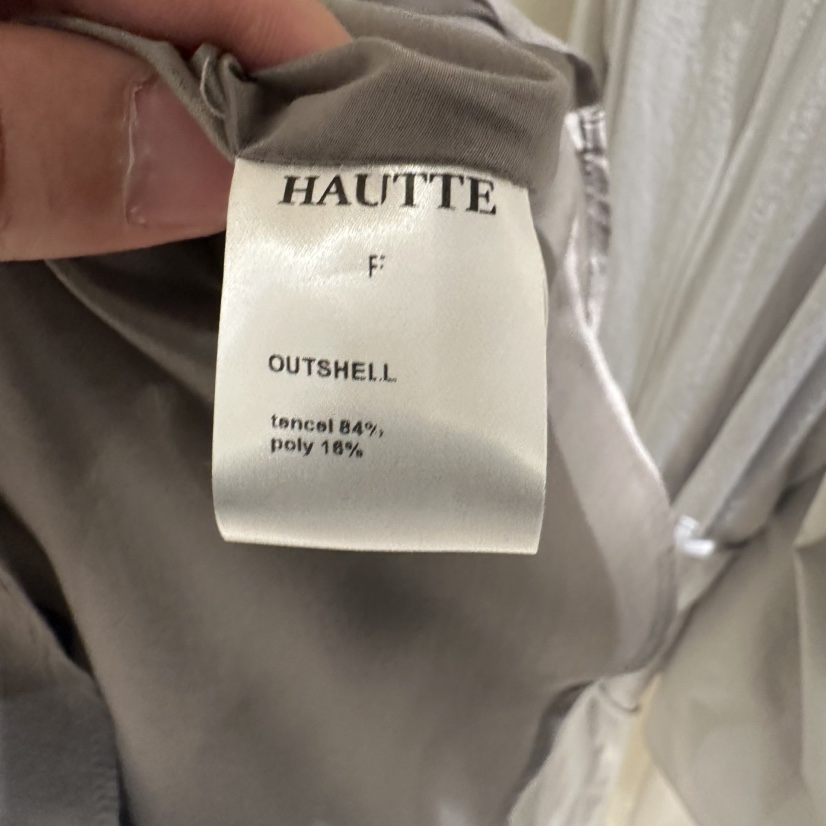 HAUTTE
F
OUTSHELL
tencel 84%,
poly 16%